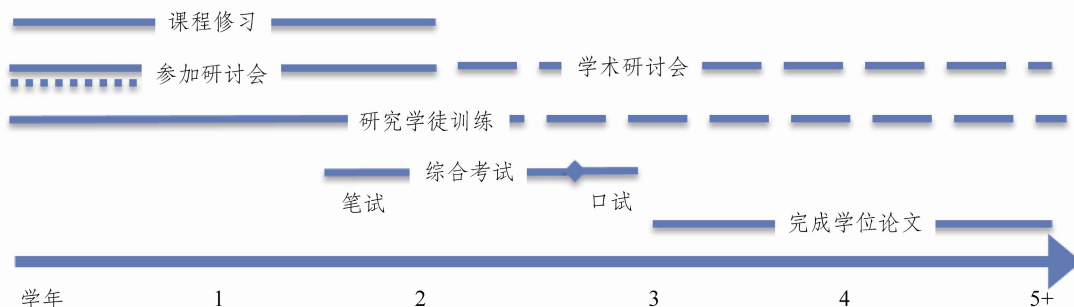 课程修习
参加研讨会 学术研讨会
研究学徒训练
综合考试
笔试 口试
完成学位论文
学年 1 2 3 4 5+